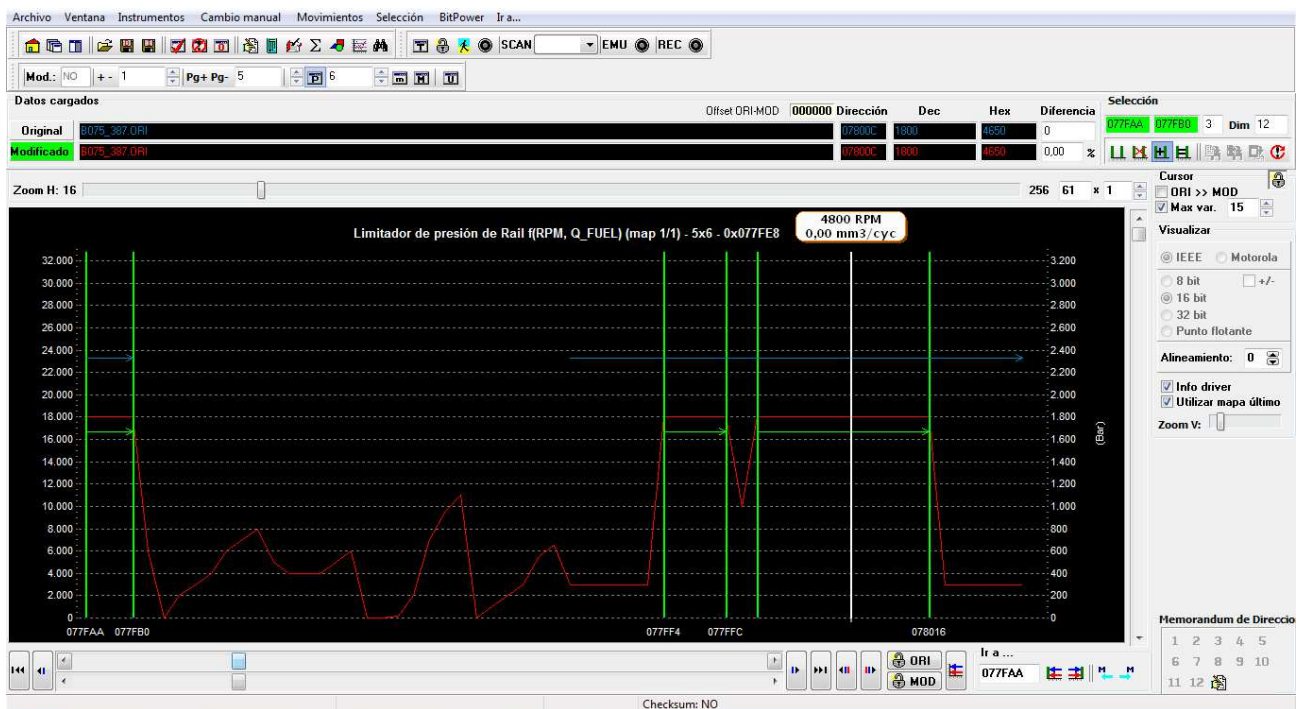 Archivo Ventana Instrumentos Cambio manual Movimientos Selección BitPower Ir a...
SCAN EMU REC
Mod.: NO + - 1 Pg+ Pg- 5 P 6 m M U
Datos cargados
Offset ORI-MOD 000000 Dirección Dec Hex Diferencia
Original B075_387.ORI 07800C 1800 4650 0
Modificado B075_387.ORI 07800C 1800 4650 0,00 %
Selección
077FAA 077FB0 3 Dim 12
Zoom H: 16 256 61 x 1
Cursor
ORI >> MOD
Max var. 15
Visualizar
IEEE Motorola
8 bit +/-
16 bit
32 bit
Punto flotante
Alineamiento: 0
Info driver
Utilizar mapa último
Zoom V:
4800 RPM
0,00 mm3/cyc
Limitador de presión de Rail f(RPM, Q_FUEL) (map 1/1) - 5x6 - 0x077FE8
32.000 3.200
30.000 3.000
28.000 2.800
26.000 2.600
24.000 2.400
22.000 2.200
20.000 2.000
18.000 1.800
16.000 1.600
14.000 1.400
12.000 1.200
10.000 1.000
8.000 800
6.000 600
4.000 400
2.000 200
0 0
(Bar)
077FAA 077FB0 077FF4 077FFC 078016
Memorandum de Direccio
1 2 3 4 5
6 7 8 9 10
11 12
ORI
MOD
Ir a ...
077FAA
M M
Checksum: NO